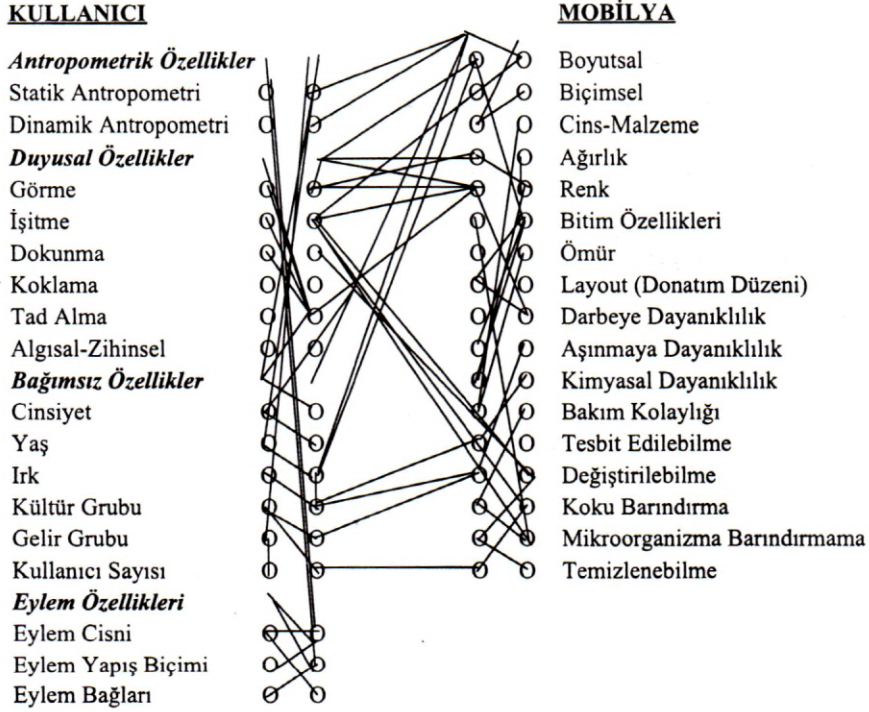 KULLANICI
Antropometrik Özellikler
Statik Antropometri
Dinamik Antropometri
Duyusal Özellikler
Görme
İşitme
Dokunma
Koklama
Tad Alma
Algısal-Zihinsel
Bağımsız Özellikler
Cinsiyet
Yaş
Irk
Kültür Grubu
Gelir Grubu
Kullanıcı Sayısı
Eylem Özellikleri
Eylem Cisni
Eylem Yapış Biçimi
Eylem Bağları
MOBİLYA
Boyutsal
Biçimsel
Cins-Malzeme
Ağırlık
Renk
Bitim Özellikleri
Ömür
Layout (Donatım Düzeni)
Darbeye Dayanıklılık
Aşınmaya Dayanıklılık
Kimyasal Dayanıklılık
Bakım Kolaylığı
Tesbit Edilebilme
Değiştirilebilme
Koku Barındırma
Mikroorganizma Barındırmama
Temizlenebilme